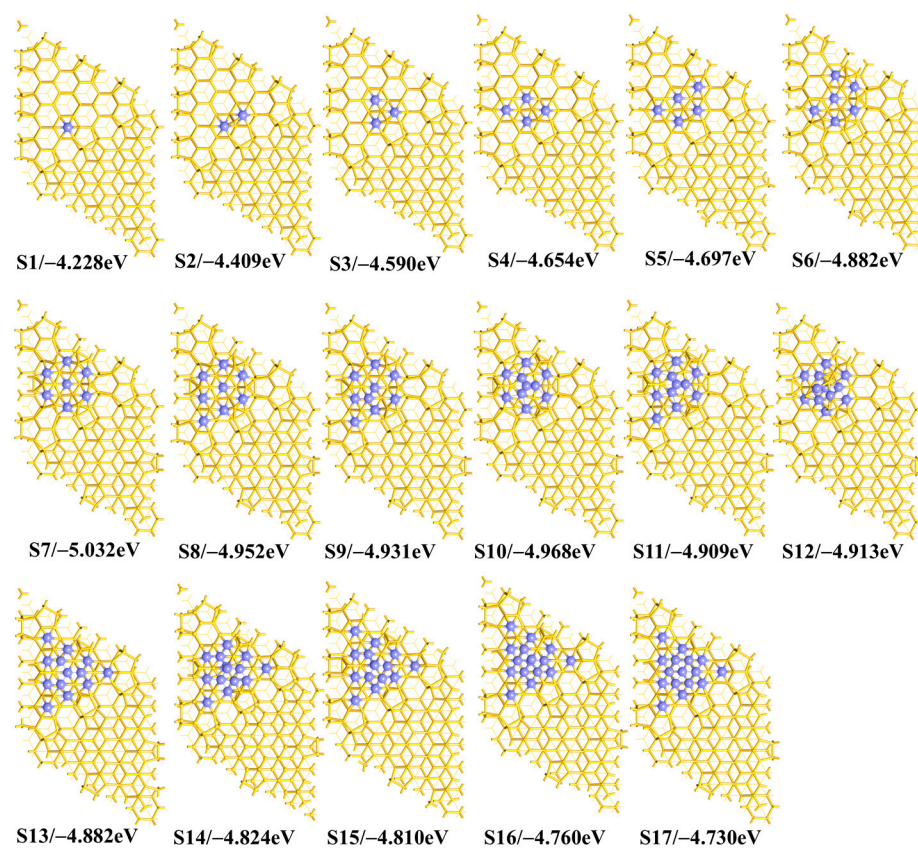 S1/−4.228eV S2/−4.409eV S3/−4.590eV S4/−4.654eV S5/−4.697eV S6/−4.882eV
S7/−5.032eV S8/−4.952eV S9/−4.931eV S10/−4.968eV S11/−4.909eV S12/−4.913eV
S13/−4.882eV S14/−4.824eV S15/−4.810eV S16/−4.760eV S17/−4.730eV